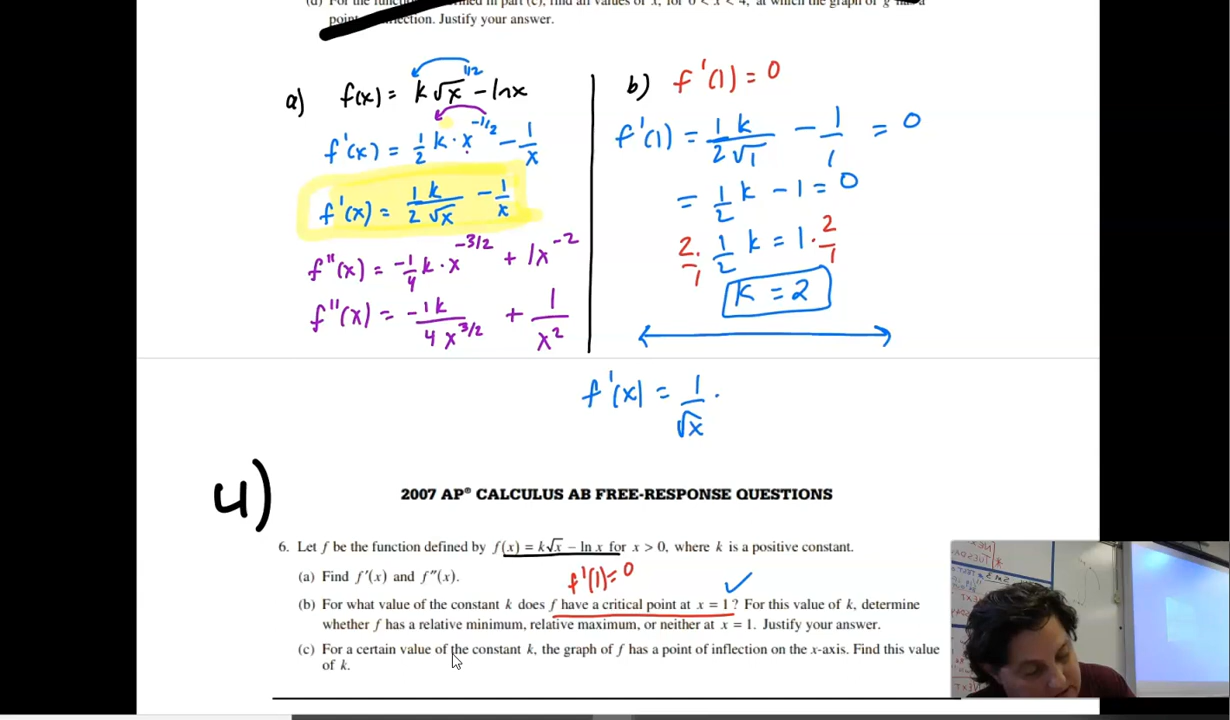 point inflection. Justify your answer.
a) f(x) = k√x − lnx
1/2
f'(x) = 1/2 k · x^-1/2 − 1/x
f'(x) = 1k/2√x − 1/x
f"(x) = -1/4 k · x^-3/2 + 1x^-2
f"(x) = -1k/4x^3/2 + 1/x^2
b) f'(1) = 0
f'(1) = 1k/2√1 − 1/1 = 0
= 1/2 k − 1 = 0
2/1 · 1/2 k = 1 · 2/1
k = 2
f'(x) = 1/√x ·
4)
2007 AP® CALCULUS AB FREE-RESPONSE QUESTIONS
6. Let f be the function defined by f(x) = k√x − ln x for x > 0, where k is a positive constant.
(a) Find f′(x) and f″(x).
f'(1)=0
(b) For what value of the constant k does f have a critical point at x = 1? For this value of k, determine
whether f has a relative minimum, relative maximum, or neither at x = 1. Justify your answer.
(c) For a certain value of the constant k, the graph of f has a point of inflection on the x-axis. Find this value
of k.